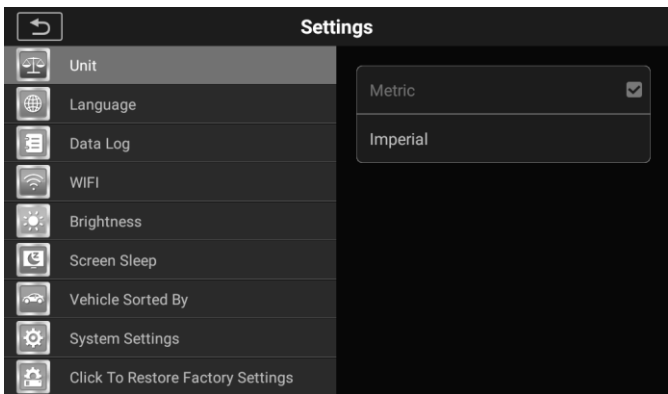 Settings
Unit
Language
Data Log
WIFI
Brightness
Screen Sleep
Vehicle Sorted By
System Settings
Click To Restore Factory Settings
Metric
Imperial